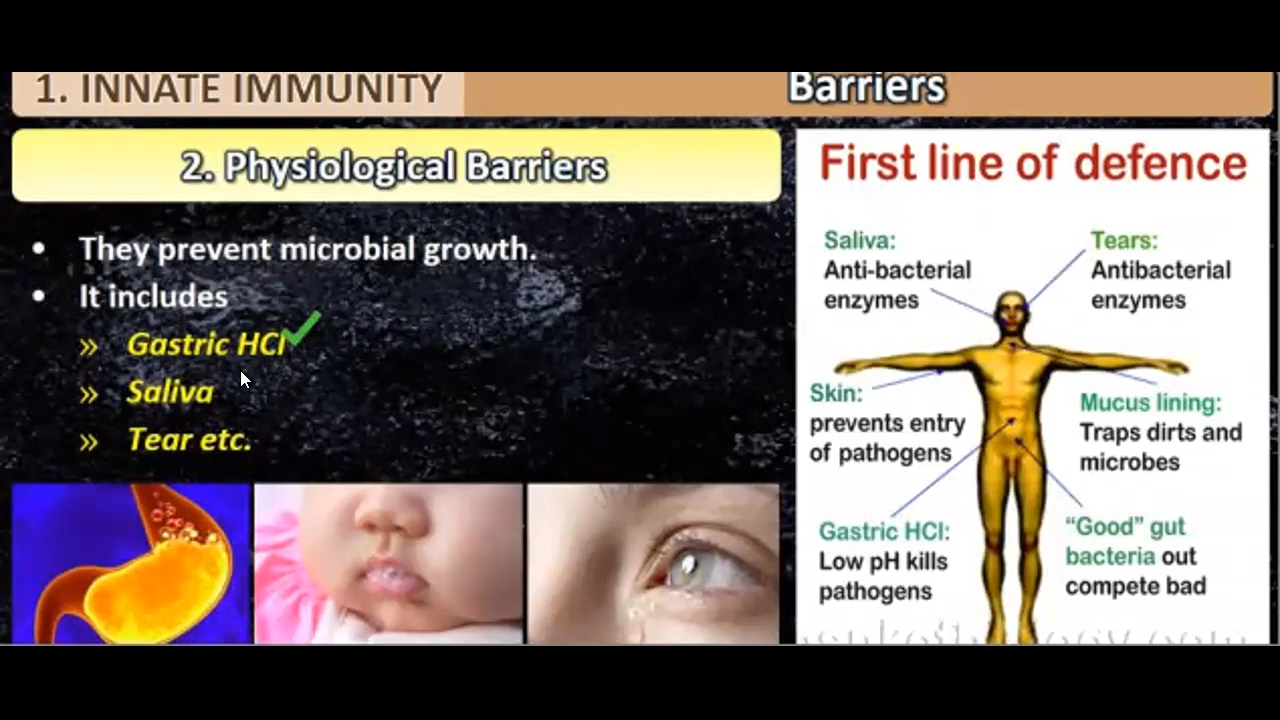 1. INNATE IMMUNITY
Barriers
2. Physiological Barriers
• They prevent microbial growth.
• It includes
» Gastric HCl
» Saliva
» Tear etc.
First line of defence
Saliva:
Anti-bacterial
enzymes
Tears:
Antibacterial
enzymes
Skin:
prevents entry
of pathogens
Mucus lining:
Traps dirts and
microbes
Gastric HCl:
Low pH kills
pathogens
“Good” gut
bacteria out
compete bad